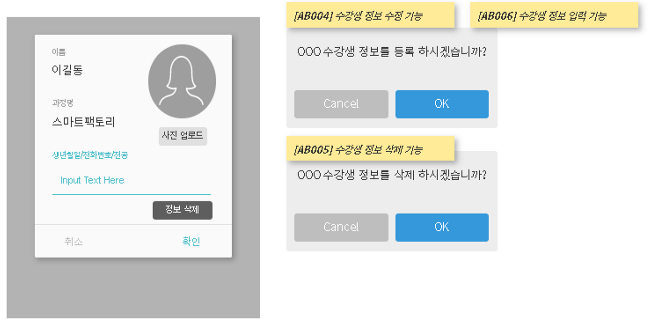 이름
이길동
과정명
스마트팩토리
사진 업로드
생년월일/전화번호/전공
Input Text Here
정보 삭제
취소
확인
[AB004] 수강생 정보 수정 기능
[AB006] 수강생 정보 입력 기능
OOO 수강생 정보를 등록 하시겠습니까?
Cancel
OK
[AB005] 수강생 정보 삭제 기능
OOO 수강생 정보를 삭제 하시겠습니까?
Cancel
OK